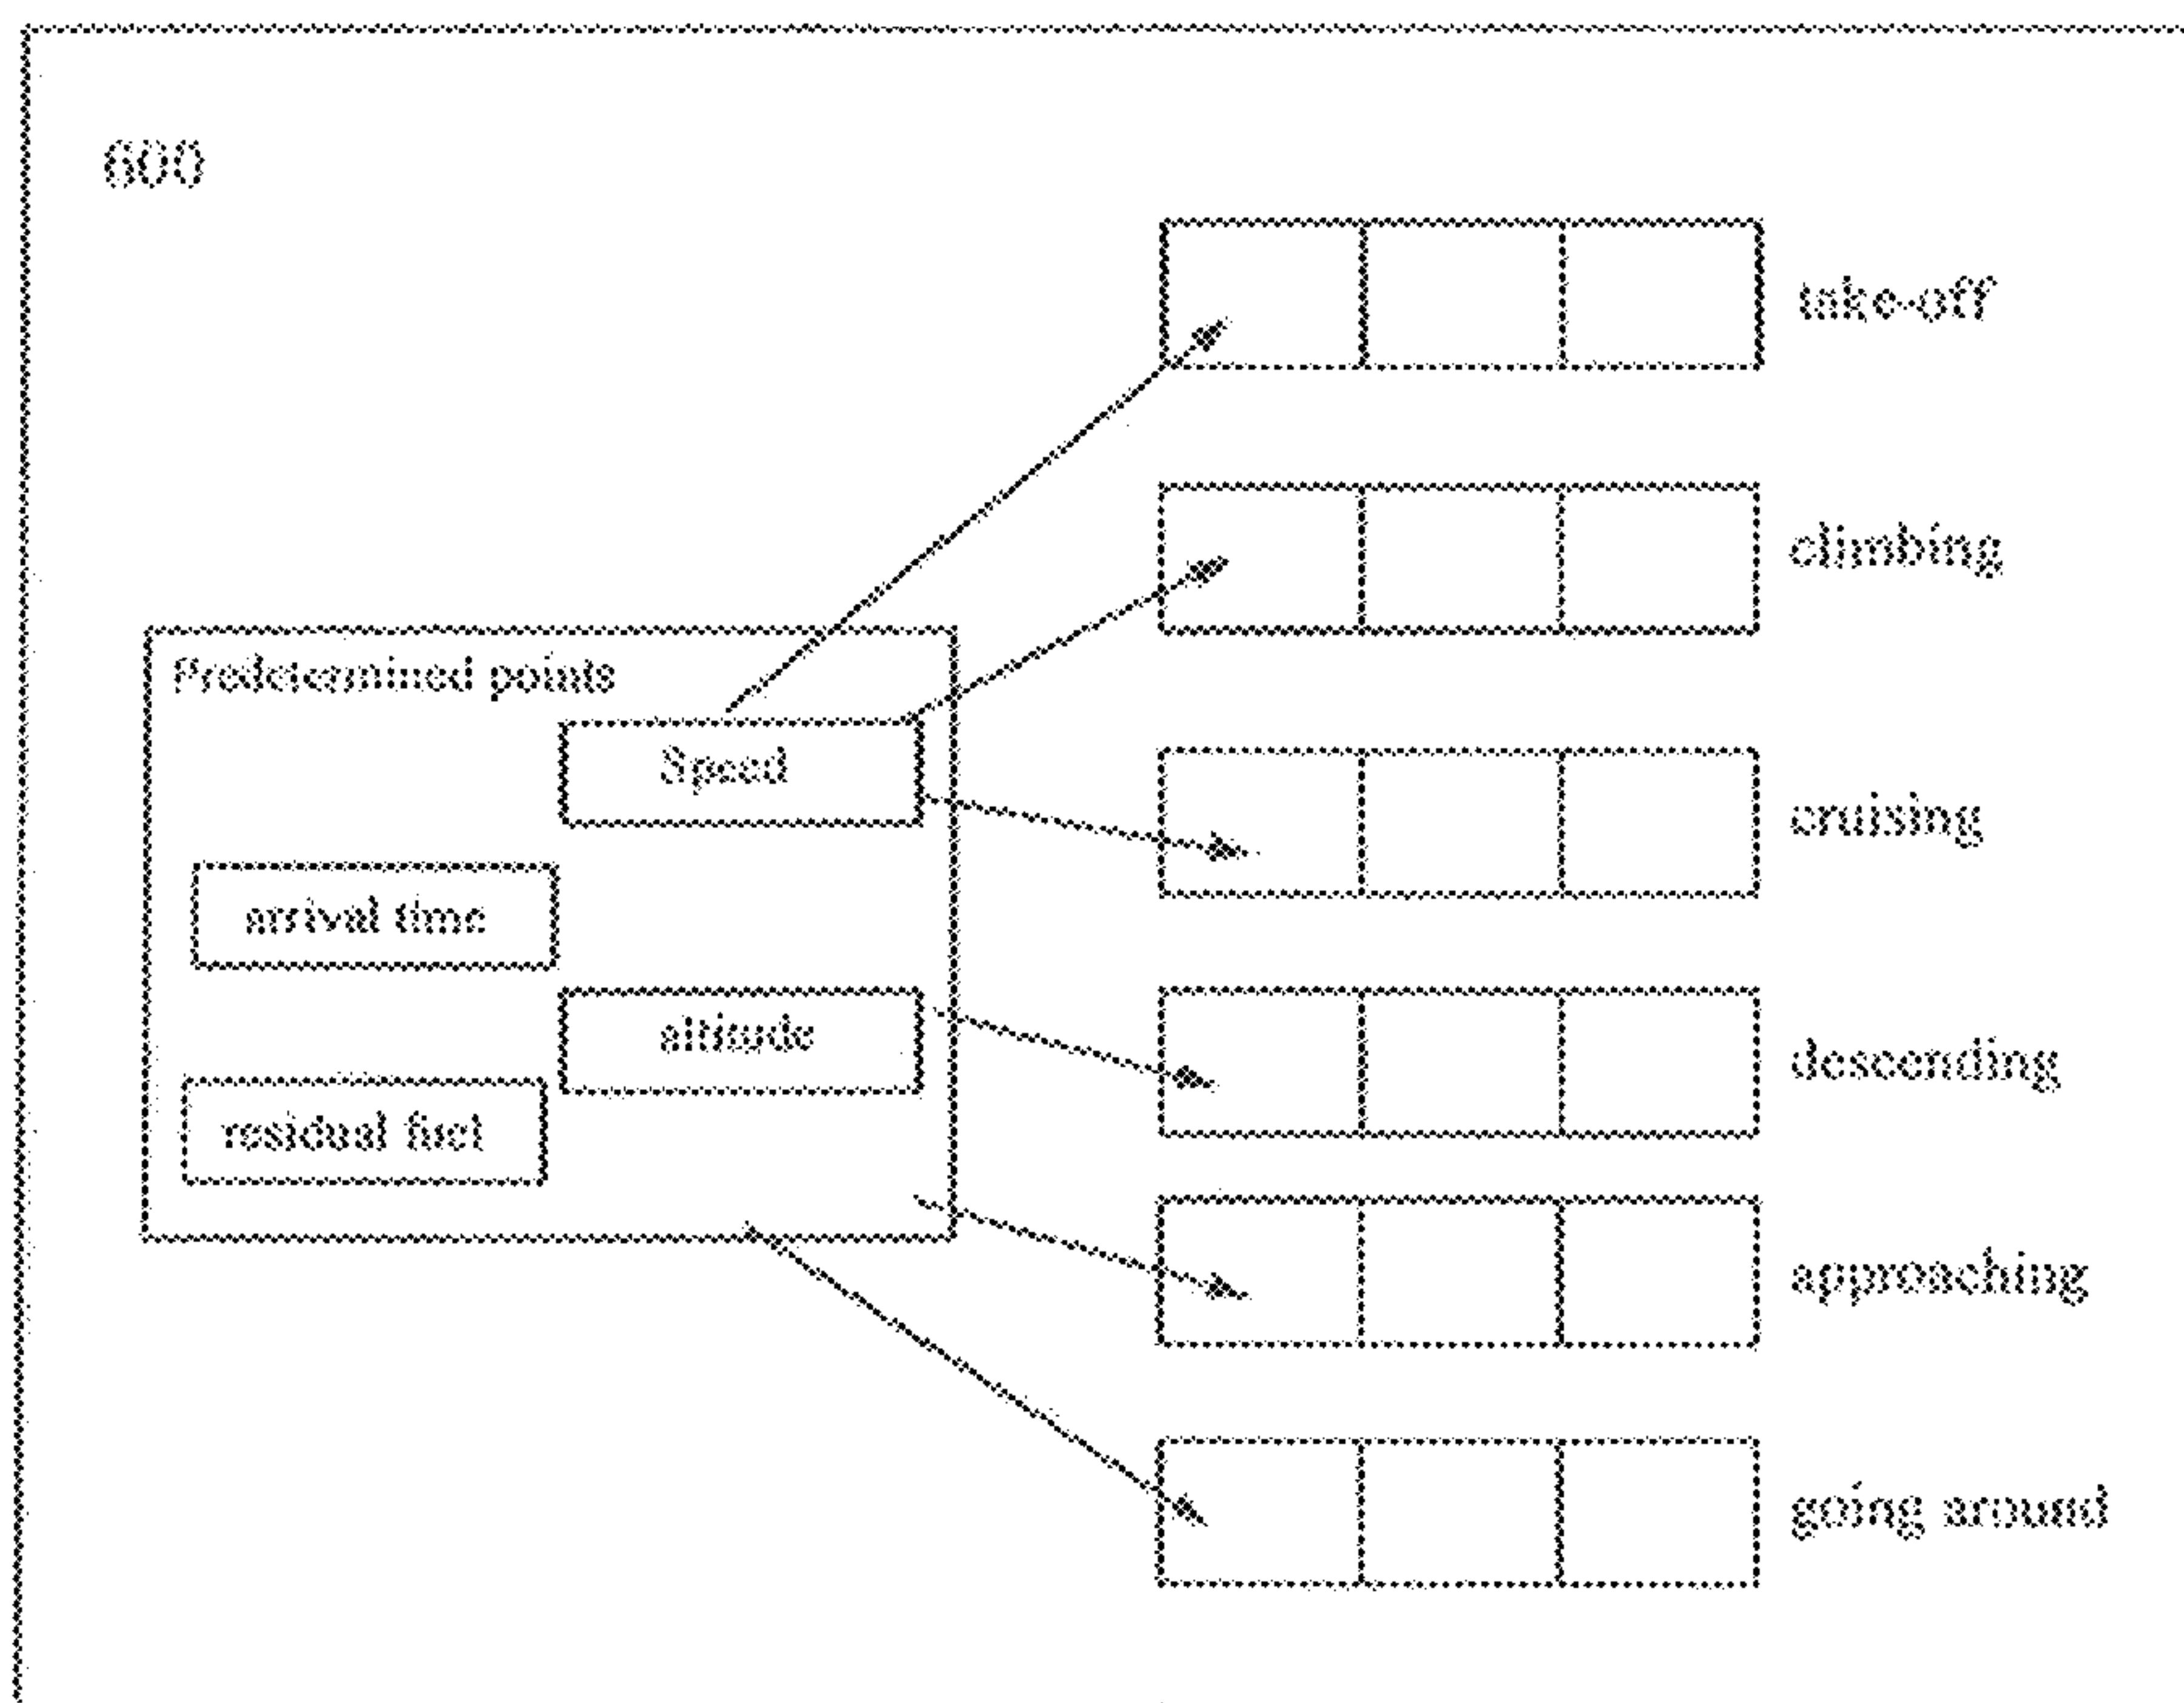 600
take-off
climbing
Predetermined points
Speed
cruising
arrival time
altitude
descending
residual fuel
approaching
going around